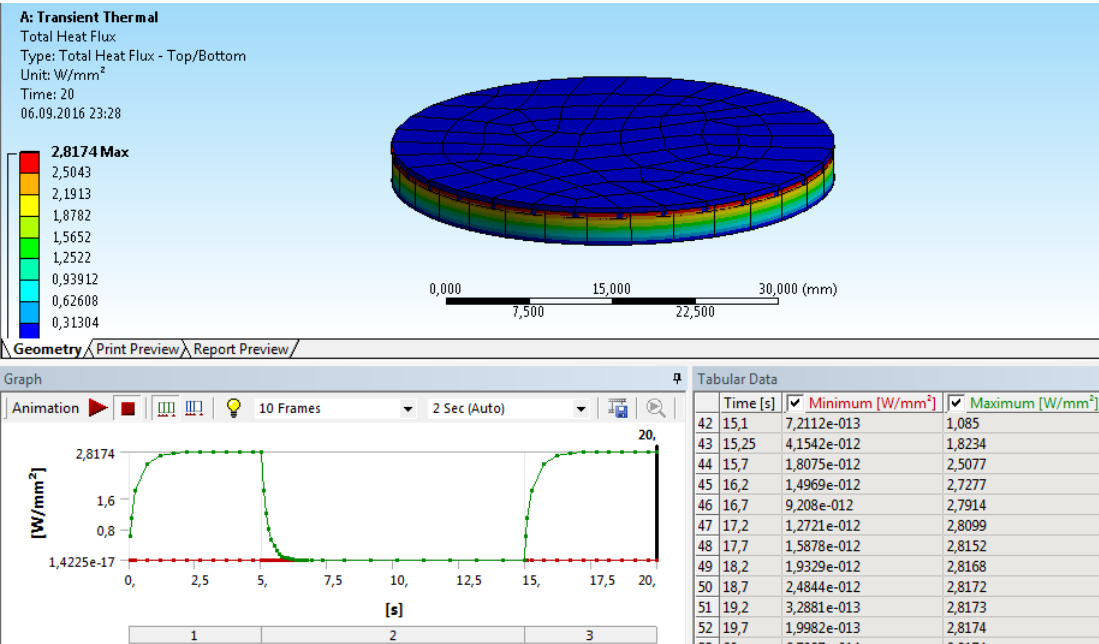 A: Transient Thermal
Total Heat Flux
Type: Total Heat Flux - Top/Bottom
Unit: W/mm²
Time: 20
06.09.2016 23:28
2,8174 Max
2,5043
2,1913
1,8782
1,5652
1,2522
0,93912
0,62608
0,31304
0,000 15,000 30,000 (mm)
7,500 22,500
Geometry Print Preview Report Preview
Graph
Animation 10 Frames 2 Sec (Auto)
20,
2,8174
1,6
0,8
1,4225e-17
[W/mm²]
0, 2,5 5, 7,5 10, 12,5 15, 17,5 20,
[s]
1 2 3
Tabular Data
Time [s] Minimum [W/mm²] Maximum [W/mm²]
42 15,1 7,2112e-013 1,085
43 15,25 4,1542e-012 1,8234
44 15,7 1,8075e-012 2,5077
45 16,2 1,4969e-012 2,7277
46 16,7 9,208e-012 2,7914
47 17,2 1,2721e-012 2,8099
48 17,7 1,5878e-012 2,8152
49 18,2 1,9329e-012 2,8168
50 18,7 2,4844e-012 2,8172
51 19,2 3,2881e-013 2,8173
52 19,7 1,9982e-013 2,8174